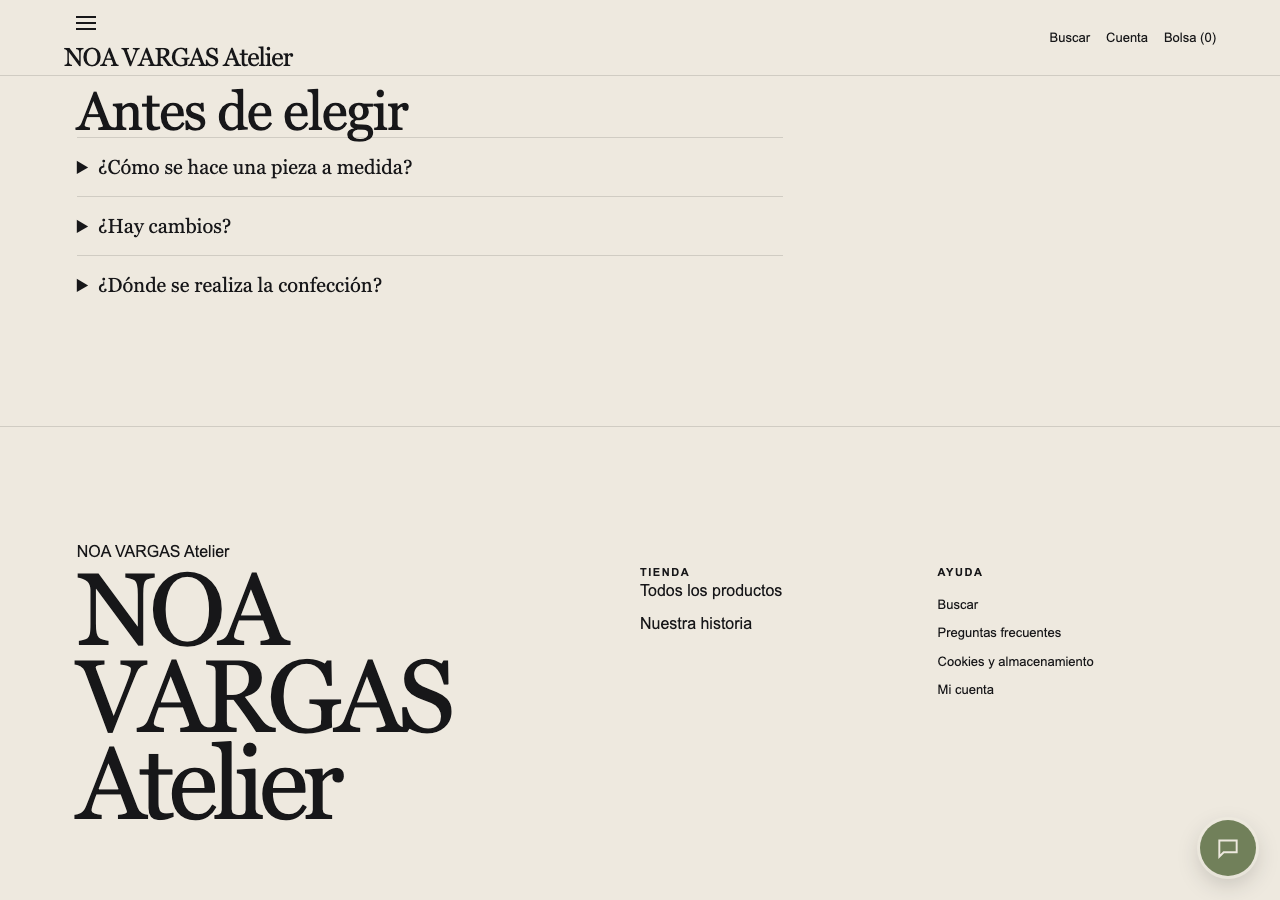 NOA VARGAS Atelier
Buscar Cuenta Bolsa (0)
Antes de elegir
¿Cómo se hace una pieza a medida?
¿Hay cambios?
¿Dónde se realiza la confección?
NOA VARGAS Atelier
NOA
VARGAS
Atelier
TIENDA
Todos los productos
Nuestra historia
AYUDA
Buscar
Preguntas frecuentes
Cookies y almacenamiento
Mi cuenta